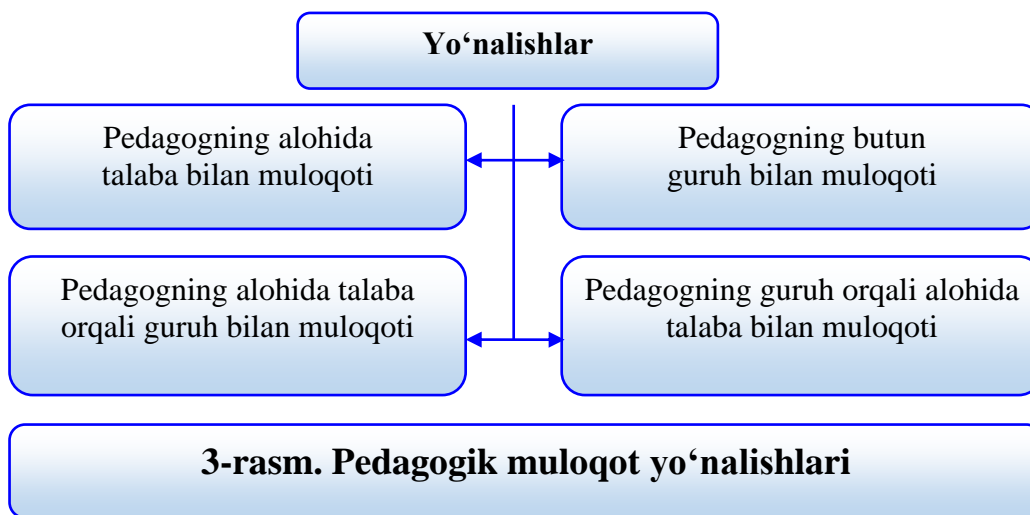 Yo‘nalishlar
Pedagogning alohida
talaba bilan muloqoti
Pedagogning butun
guruh bilan muloqoti
Pedagogning alohida talaba
orqali guruh bilan muloqoti
Pedagogning guruh orqali alohida
talaba bilan muloqoti
3-rasm. Pedagogik muloqot yo‘nalishlari